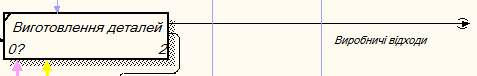 Виготовлення деталей
0? 2
Виробничі відходи